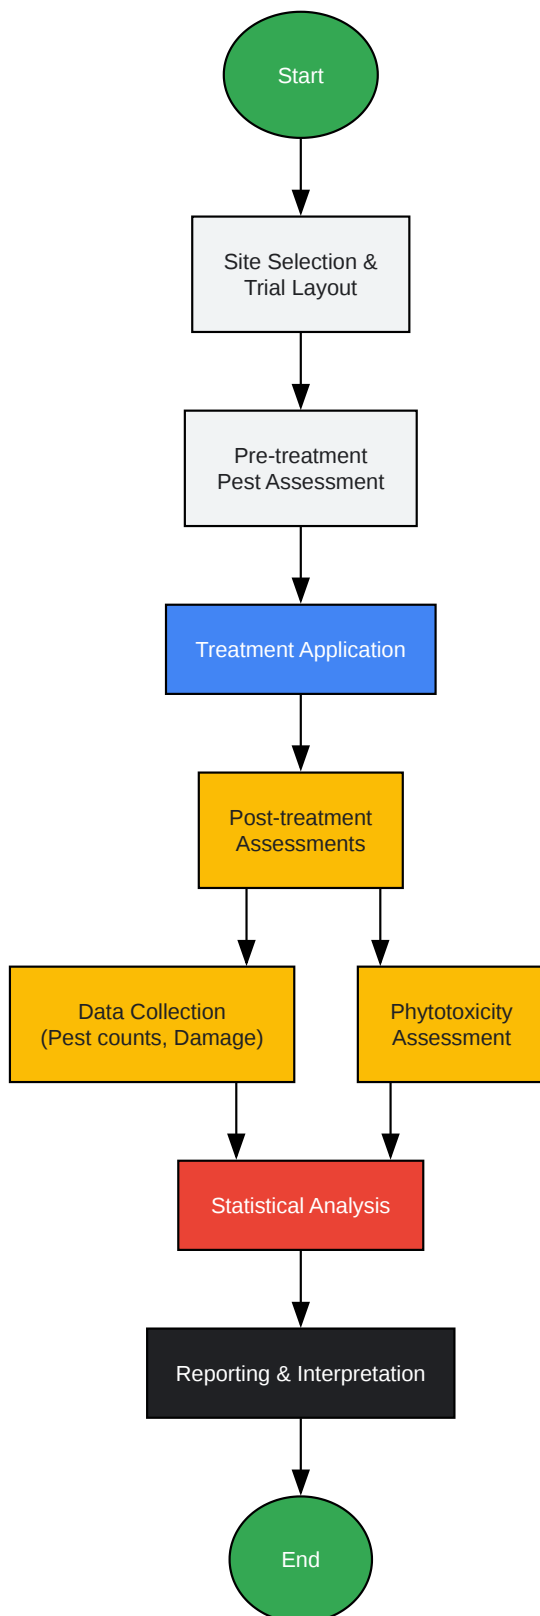 Start
Site Selection &
Trial Layout
Pre-treatment
Pest Assessment
Treatment Application
Post-treatment
Assessments
Data Collection
(Pest counts, Damage)
Phytotoxicity
Assessment
Statistical Analysis
Reporting & Interpretation
End